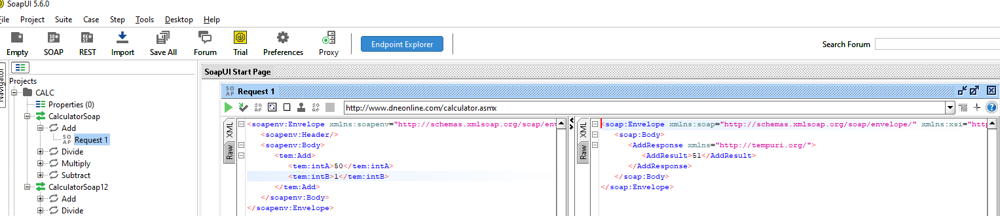 SoapUI 5.6.0
File Project Suite Case Step Tools Desktop Help
Empty SOAP REST Import Save All Forum Trial Preferences Proxy Endpoint Explorer Search Forum
Navigator
SoapUI Start Page
Projects
CALC
Properties (0)
CalculatorSoap
Add
Request 1
Divide
Multiply
Subtract
CalculatorSoap12
Add
Divide
Request 1
http://www.dneonline.com/calculator.asmx
XML
Raw
<soapenv:Envelope xmlns:soapenv="http://schemas.xmlsoap.org/soap/env
<soapenv:Header/>
<soapenv:Body>
<tem:Add>
<tem:intA>50</tem:intA>
<tem:intB>1</tem:intB>
</tem:Add>
</soapenv:Body>
</soapenv:Envelope>
XML
Raw
<soap:Envelope xmlns:soap="http://schemas.xmlsoap.org/soap/envelope/" xmlns:xsi="http
<soap:Body>
<AddResponse xmlns="http://tempuri.org/">
<AddResult>51</AddResult>
</AddResponse>
</soap:Body>
</soap:Envelope>